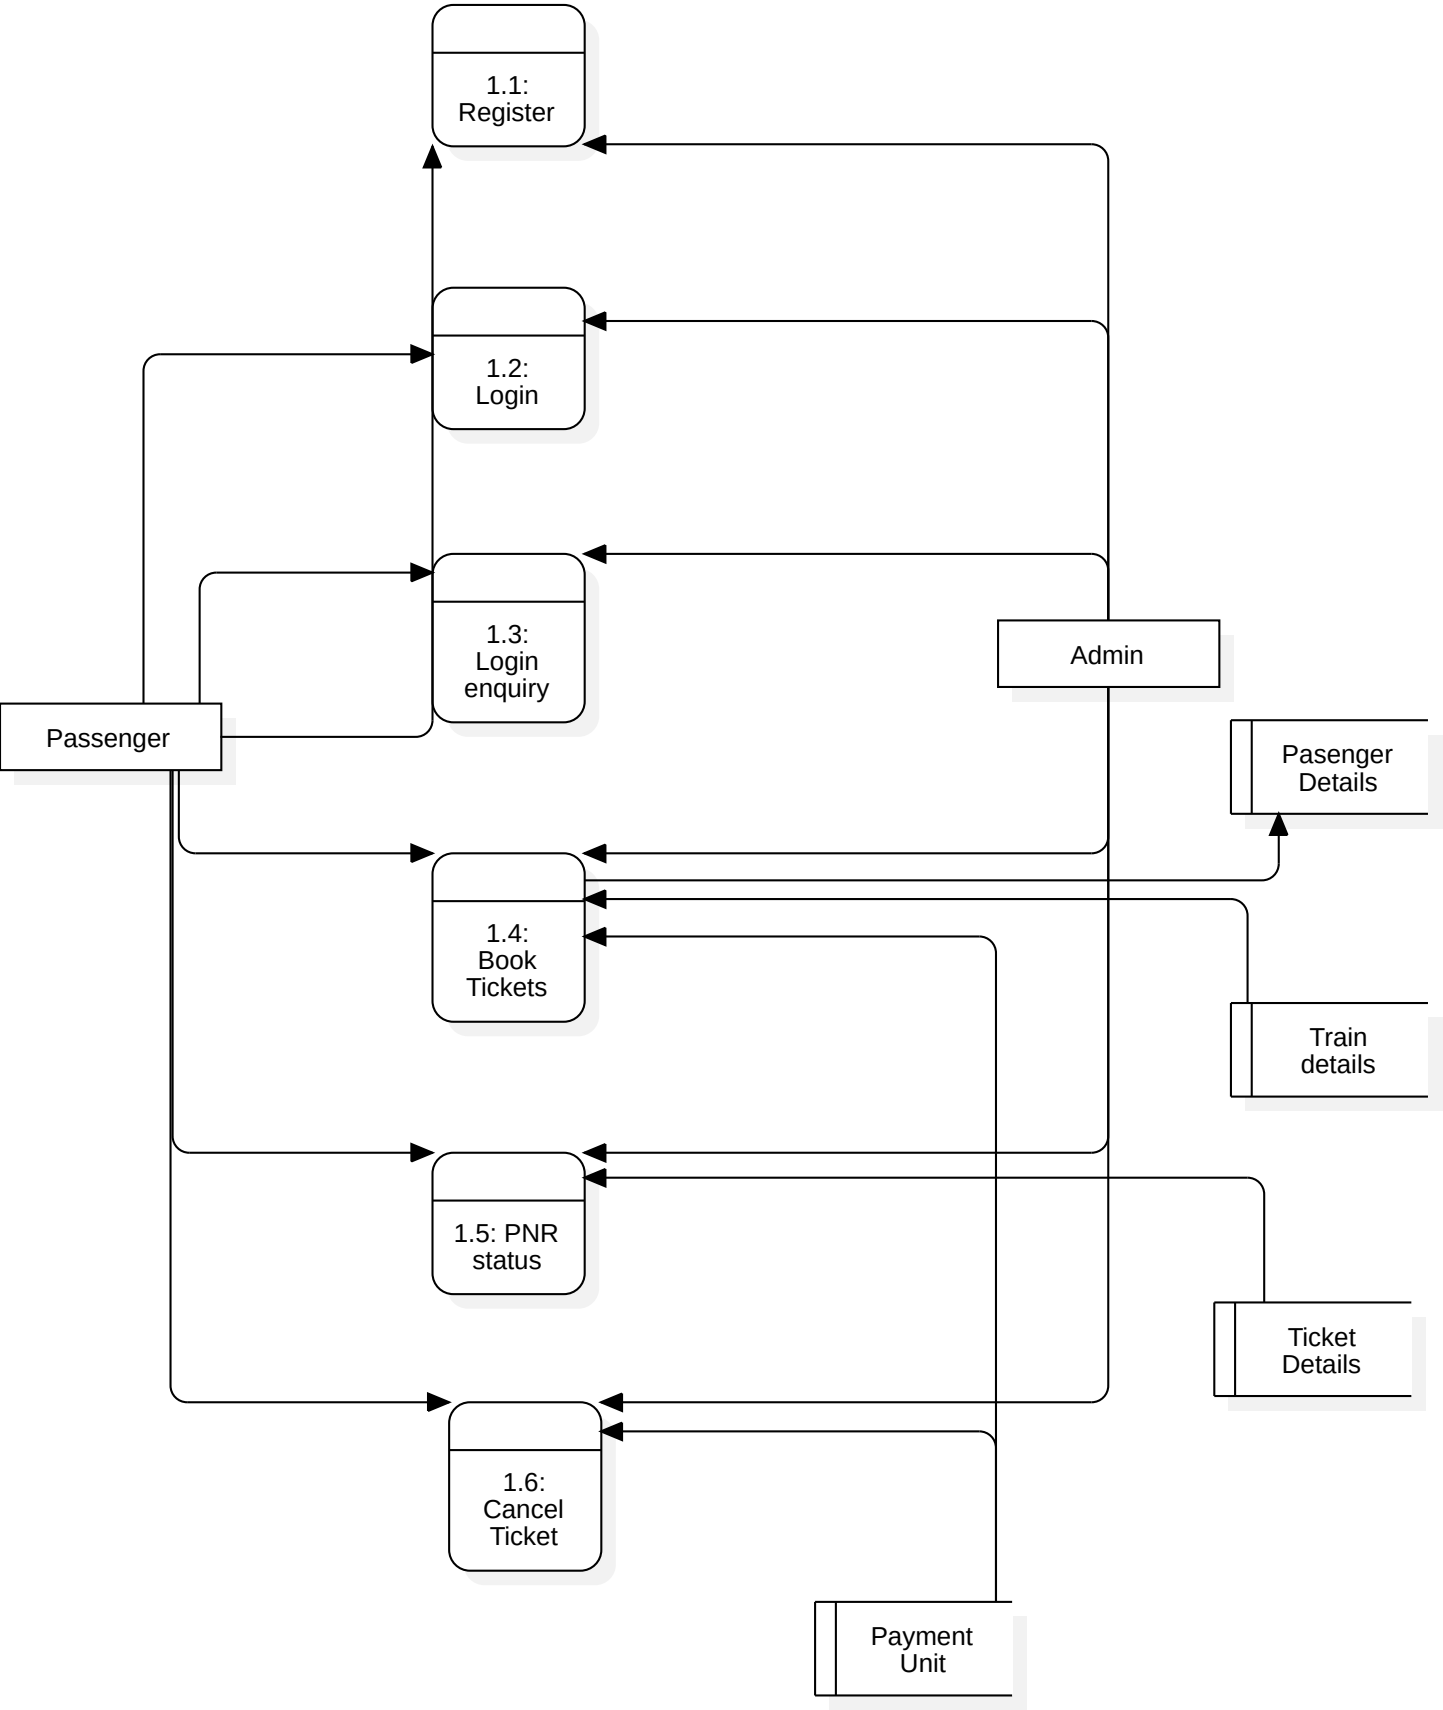 1.1:
Register
1.2:
Login
1.3:
Login
enquiry
Admin
Passenger
Pasenger
Details
1.4:
Book
Tickets
Train
details
1.5: PNR
status
Ticket
Details
1.6:
Cancel
Ticket
Payment
Unit